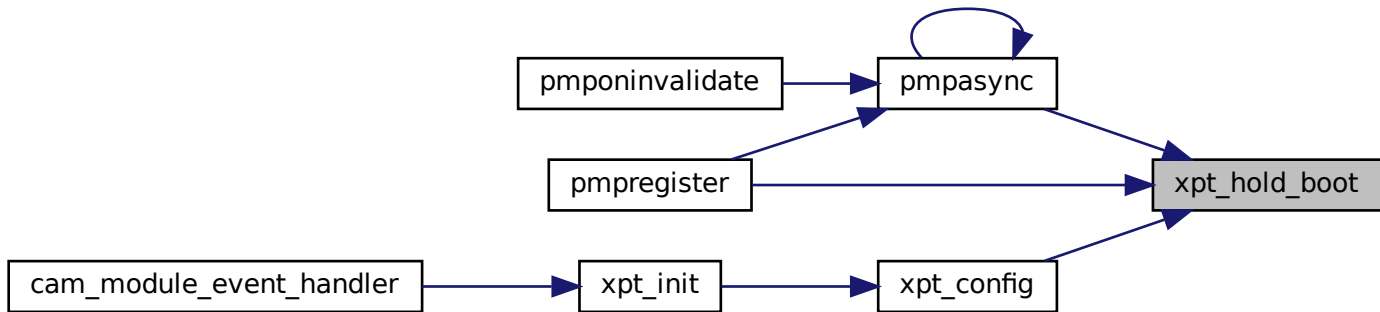 pmponinvalidate
pmpasync
pmpregister
xpt_hold_boot
cam_module_event_handler
xpt_init
xpt_config